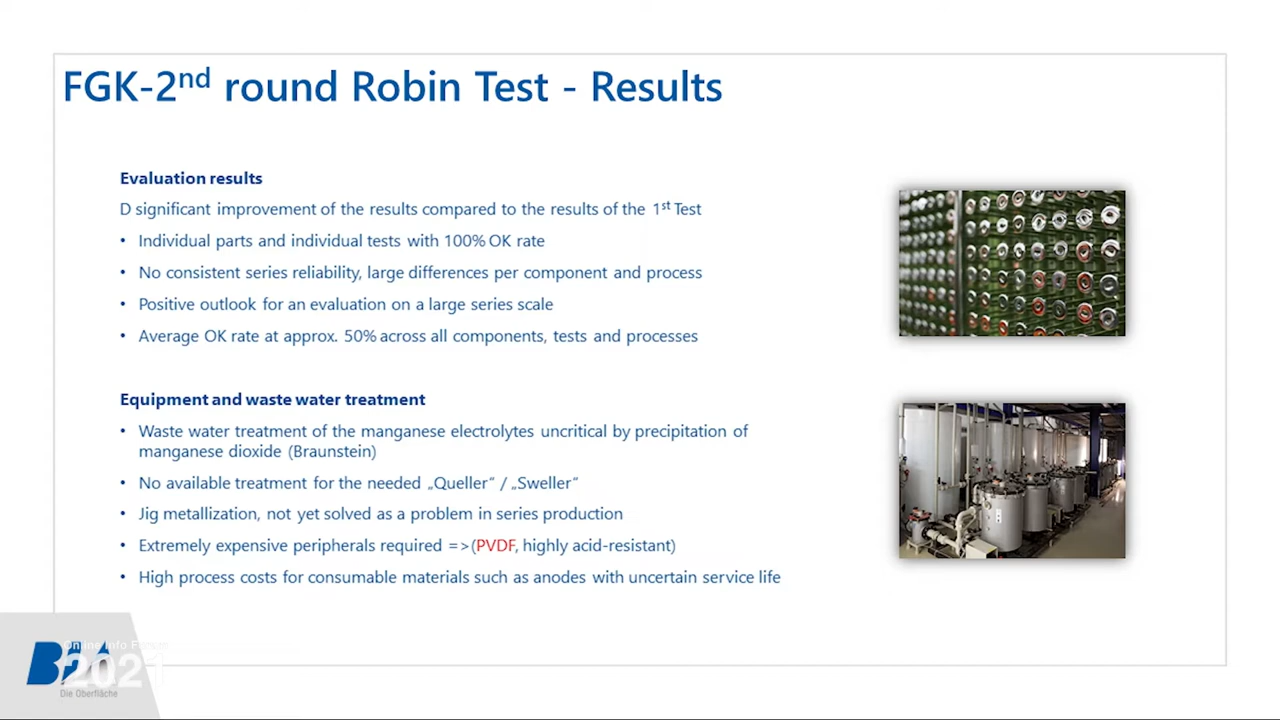 FGK-2nd round Robin Test - Results
Evaluation results
D significant improvement of the results compared to the results of the 1st Test
• Individual parts and individual tests with 100% OK rate
• No consistent series reliability, large differences per component and process
• Positive outlook for an evaluation on a large series scale
• Average OK rate at approx. 50% across all components, tests and processes
Equipment and waste water treatment
• Waste water treatment of the manganese electrolytes uncritical by precipitation of
manganese dioxide (Braunstein)
• No available treatment for the needed „Queller“ / „Sweller“
• Jig metallization, not yet solved as a problem in series production
• Extremely expensive peripherals required =>(PVDF, highly acid-resistant)
• High process costs for consumable materials such as anodes with uncertain service life
Online Info Forum
2021
Die Oberfläche